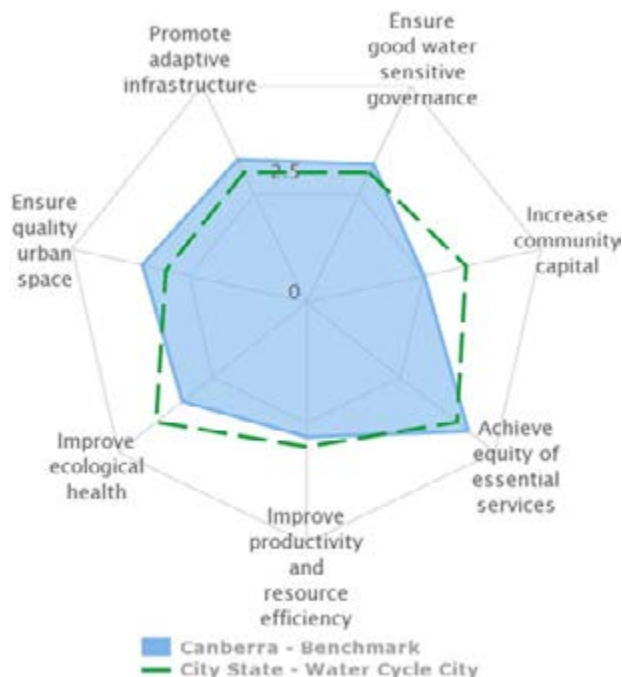 Ensure
good water
sensitive
governance
Promote
adaptive
infrastructure
2.5
Increase
community
capital
Ensure
quality
urban
space
0
Achieve
equity of
essential
services
Improve
ecological
health
Improve
productivity
and
resource
efficiency
Canberra - Benchmark
City State - Water Cycle City